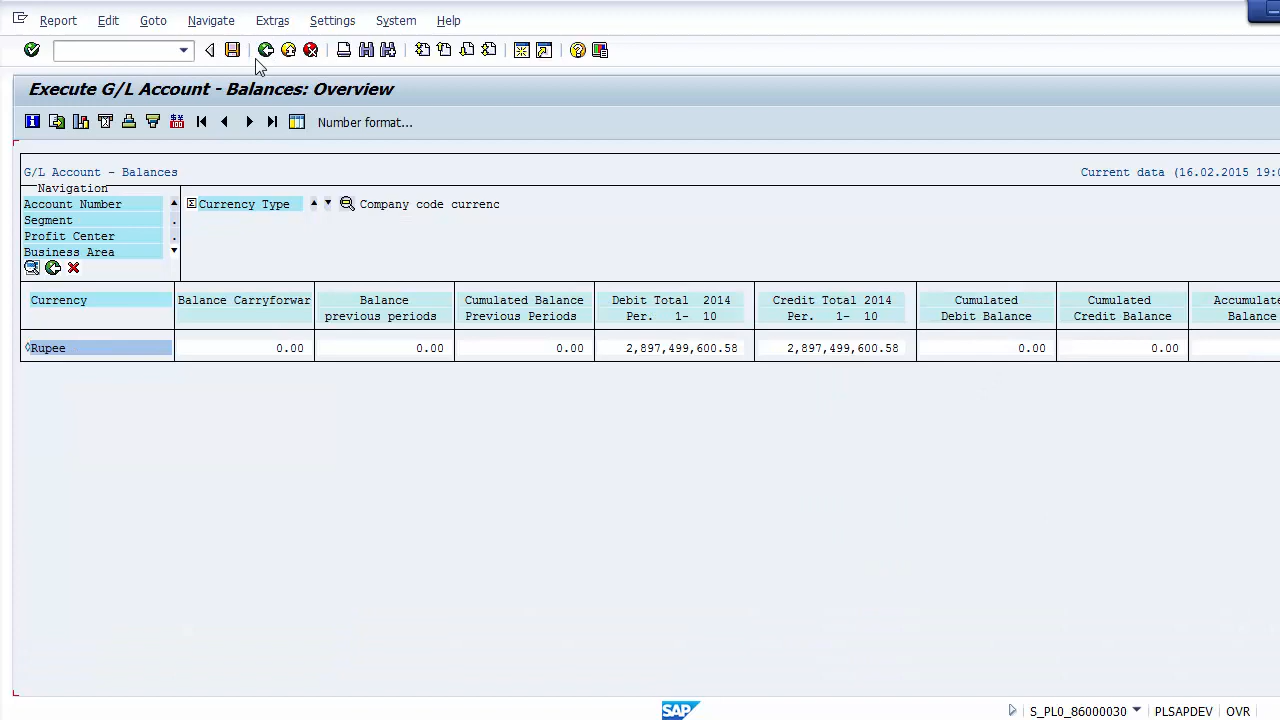 Report Edit Goto Navigate Extras Settings System Help
Execute G/L Account - Balances: Overview
Number format...
G/L Account - Balances
Current data (16.02.2015 19:0
Navigation
Account Number
Segment
Profit Center
Business Area
Currency Type Company code currenc
Currency Balance Carryforwar Balance previous periods Cumulated Balance Previous Periods Debit Total 2014 Per. 1- 10 Credit Total 2014 Per. 1- 10 Cumulated Debit Balance Cumulated Credit Balance Accumulat Balance
Rupee 0.00 0.00 0.00 2,897,499,600.58 2,897,499,600.58 0.00 0.00
SAP S_PL0_86000030 PLSAPDEV OVR